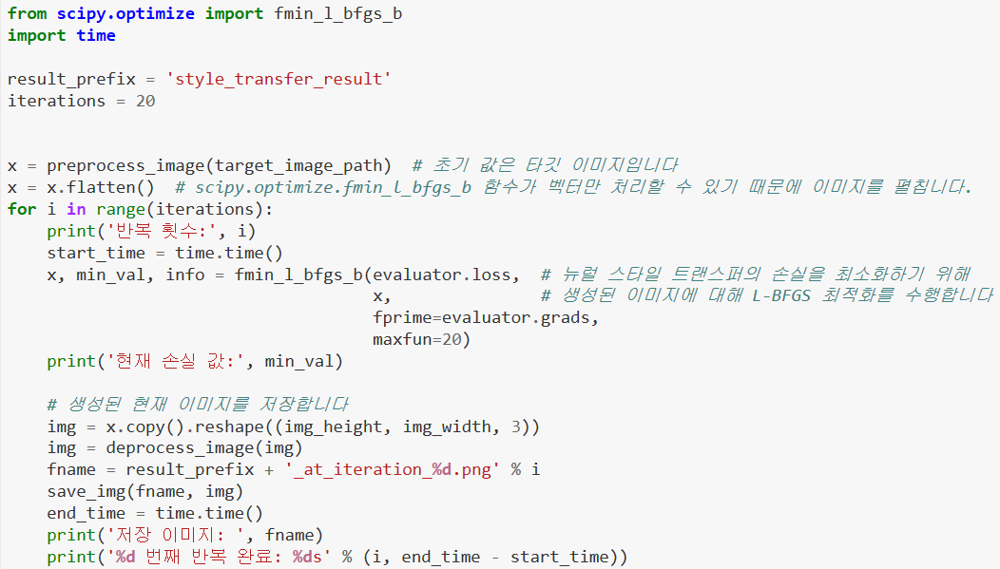 from scipy.optimize import fmin_l_bfgs_b
import time
result_prefix = 'style_transfer_result'
iterations = 20
x = preprocess_image(target_image_path)  # 초기 값은 타깃 이미지입니다
x = x.flatten()  # scipy.optimize.fmin_l_bfgs_b 함수가 벡터만 처리할 수 있기 때문에 이미지를 펼칩니다.
for i in range(iterations):
    print('반복 횟수:', i)
    start_time = time.time()
    x, min_val, info = fmin_l_bfgs_b(evaluator.loss,  # 뉴럴 스타일 트랜스퍼의 손실을 최소화하기 위해
                                     x,               # 생성된 이미지에 대해 L-BFGS 최적화를 수행합니다
                                     fprime=evaluator.grads,
                                     maxfun=20)
    print('현재 손실 값:', min_val)
    # 생성된 현재 이미지를 저장합니다
    img = x.copy().reshape((img_height, img_width, 3))
    img = deprocess_image(img)
    fname = result_prefix + '_at_iteration_%d.png' % i
    save_img(fname, img)
    end_time = time.time()
    print('저장 이미지: ', fname)
    print('%d 번째 반복 완료: %ds' % (i, end_time - start_time))